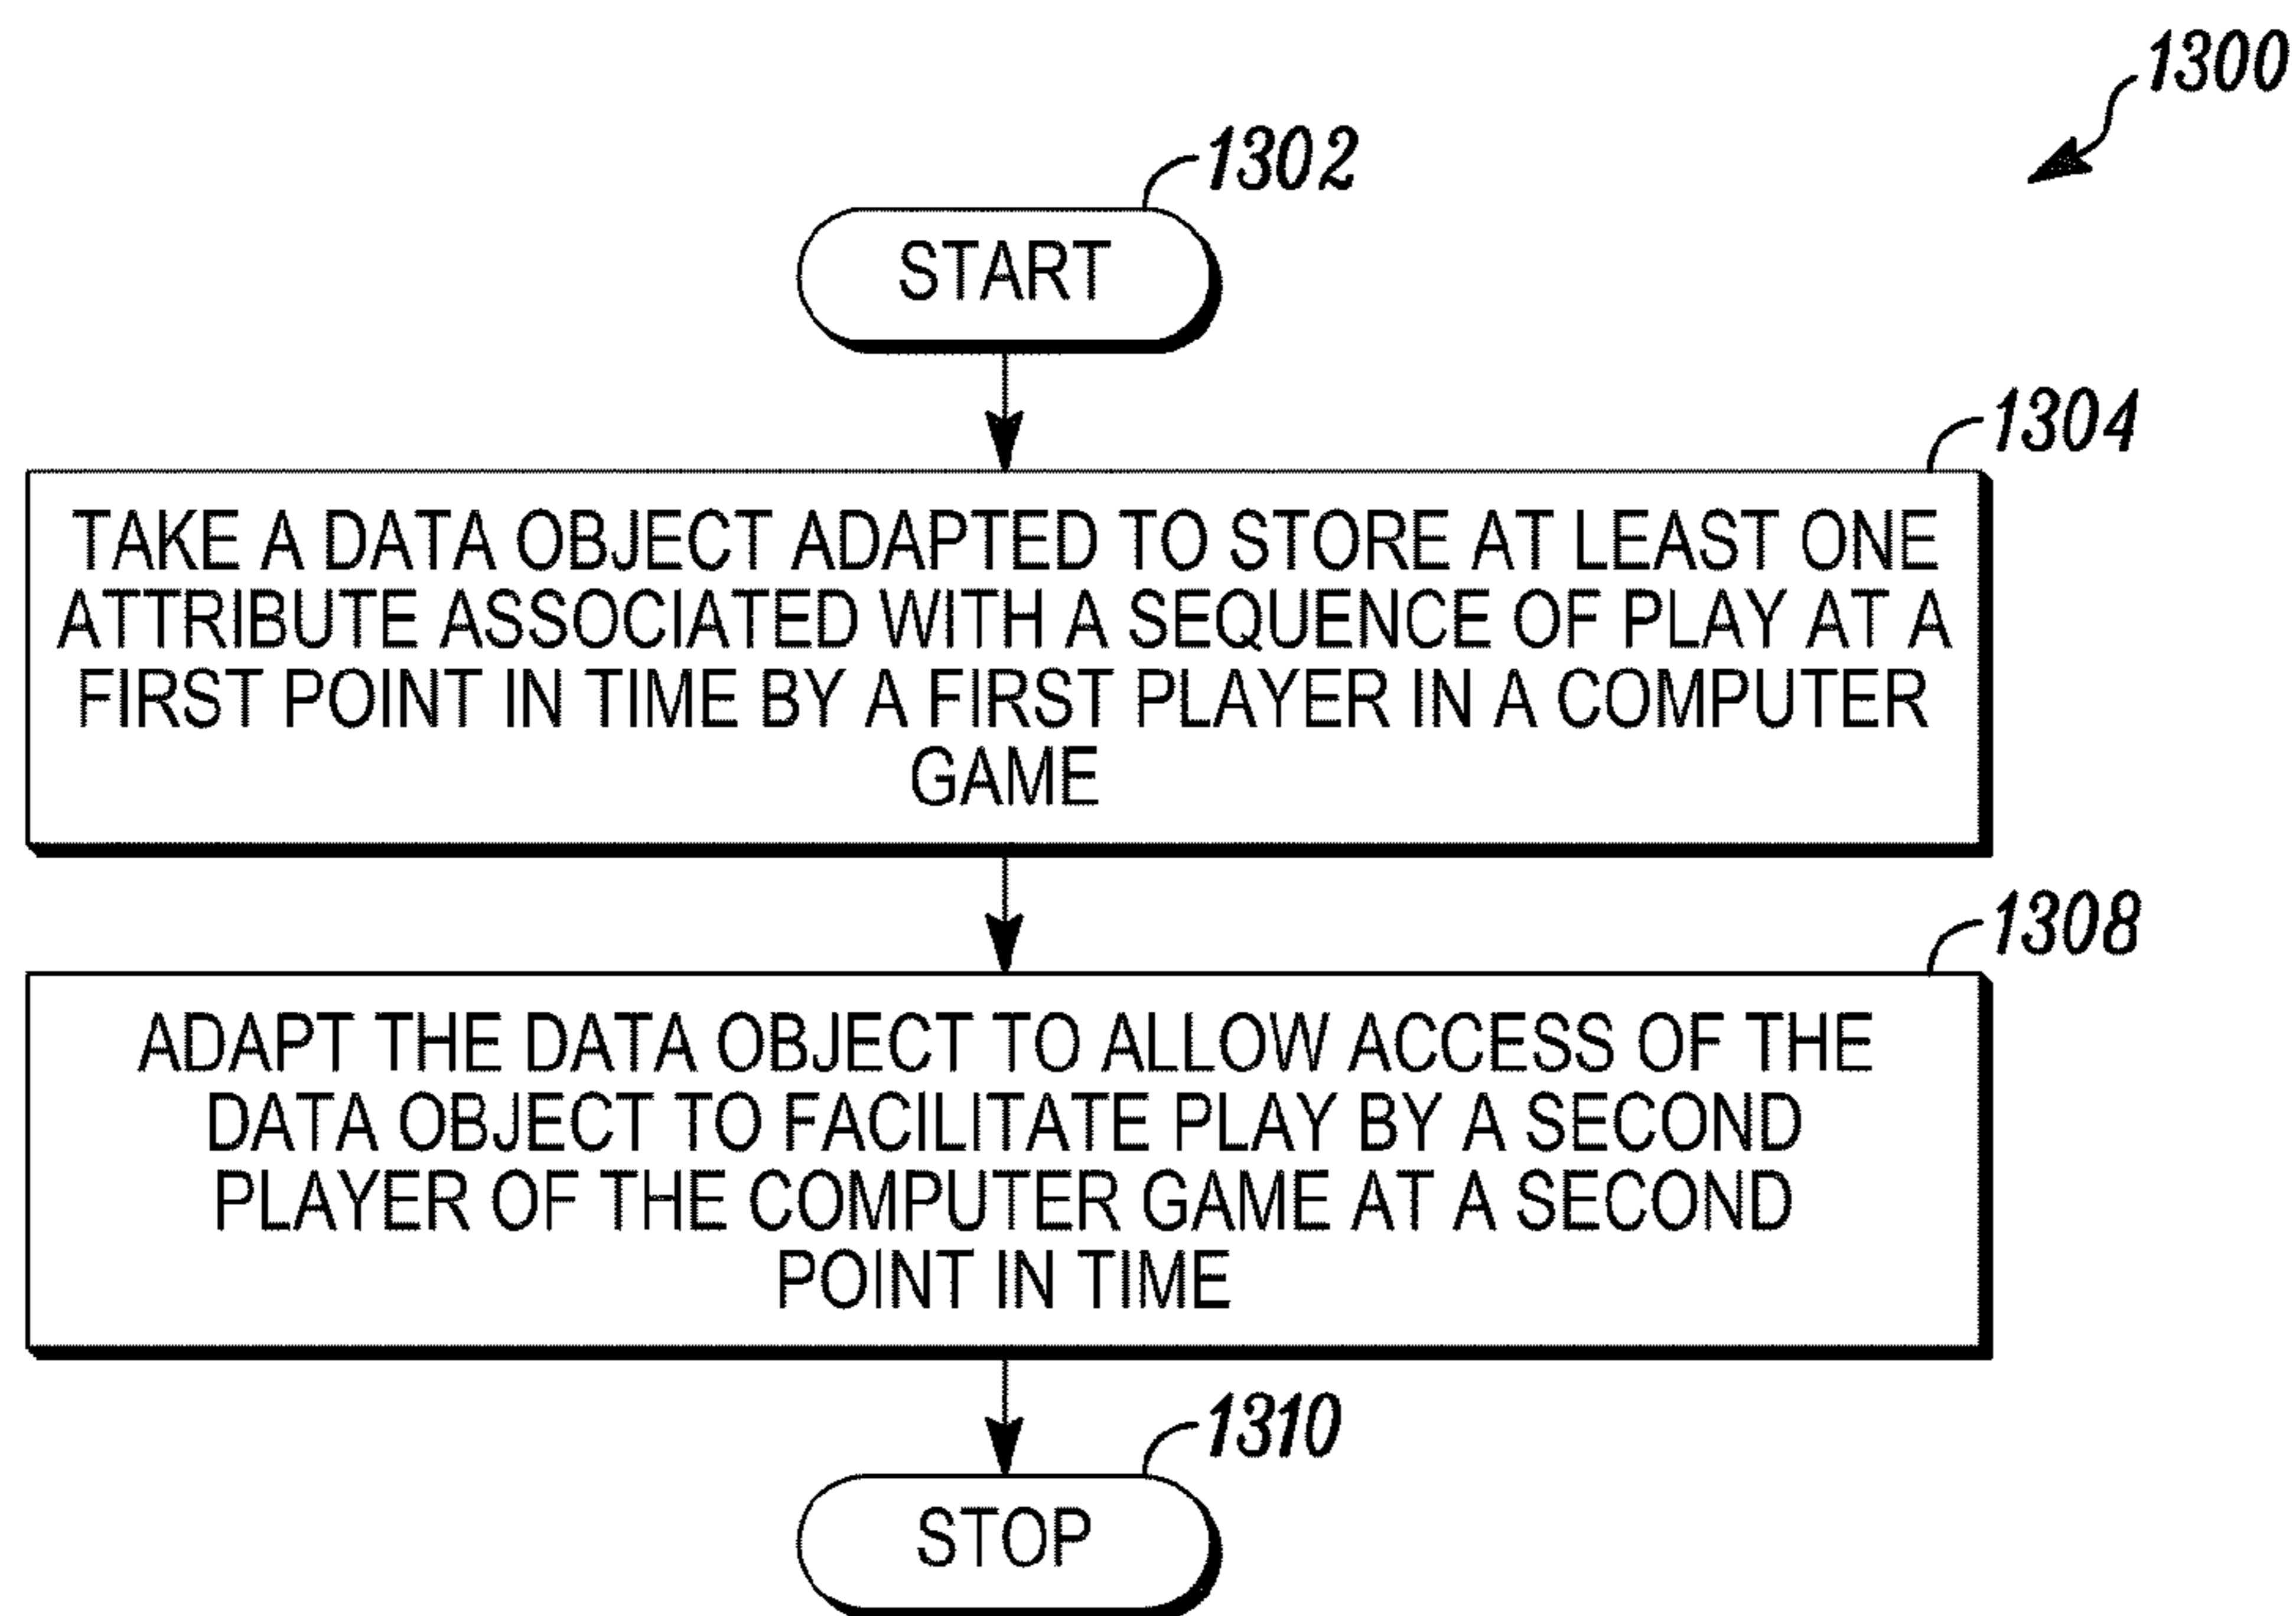 1300
1302
START
1304
TAKE A DATA OBJECT ADAPTED TO STORE AT LEAST ONE
ATTRIBUTE ASSOCIATED WITH A SEQUENCE OF PLAY AT A
FIRST POINT IN TIME BY A FIRST PLAYER IN A COMPUTER
GAME
1308
ADAPT THE DATA OBJECT TO ALLOW ACCESS OF THE
DATA OBJECT TO FACILITATE PLAY BY A SECOND
PLAYER OF THE COMPUTER GAME AT A SECOND
POINT IN TIME
1310
STOP